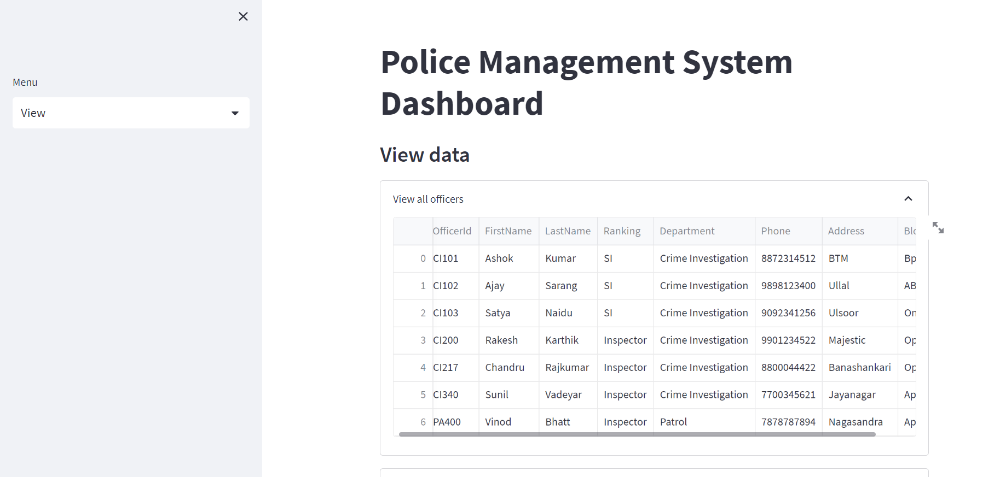 Menu
View
Police Management System
Dashboard
View data
View all officers
OfficerId FirstName LastName Ranking Department Phone Address Blo
0 CI101 Ashok Kumar SI Crime Investigation 8872314512 BTM Bp
1 CI102 Ajay Sarang SI Crime Investigation 9898123400 Ullal AB
2 CI103 Satya Naidu SI Crime Investigation 9092341256 Ulsoor On
3 CI200 Rakesh Karthik Inspector Crime Investigation 9901234522 Majestic Op
4 CI217 Chandru Rajkumar Inspector Crime Investigation 8800044422 Banashankari Op
5 CI340 Sunil Vadeyar Inspector Crime Investigation 7700345621 Jayanagar Ap
6 PA400 Vinod Bhatt Inspector Patrol 7878787894 Nagasandra Ap